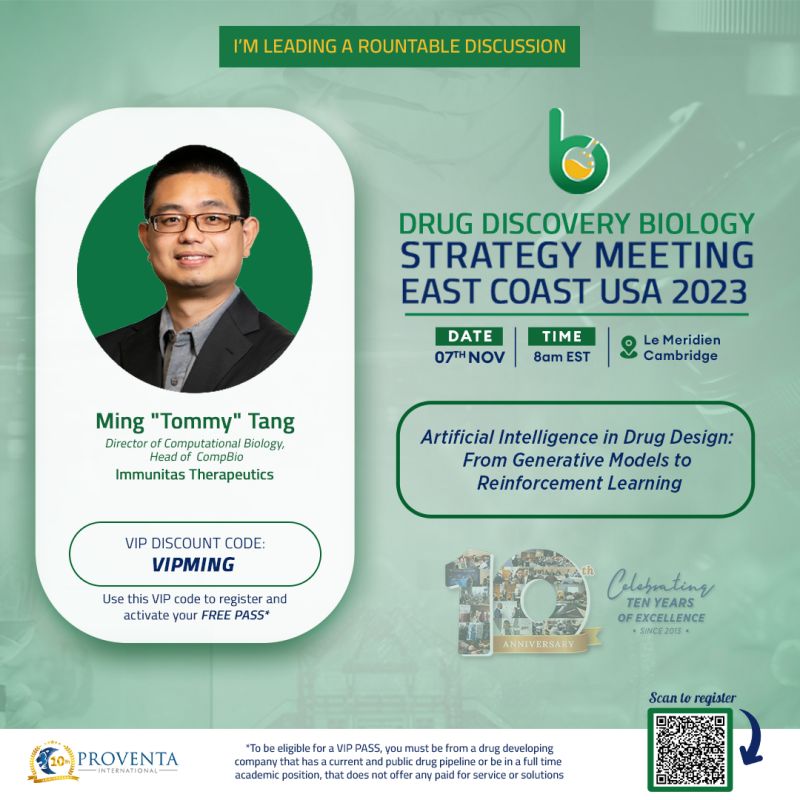 I'M LEADING A ROUNTABLE DISCUSSION
DRUG DISCOVERY BIOLOGY
STRATEGY MEETING
EAST COAST USA 2023
DATE
07TH NOV
TIME
8am EST
Le Meridien
Cambridge
Ming "Tommy" Tang
Director of Computational Biology,
Head of CompBio
Immunitas Therapeutics
VIP DISCOUNT CODE:
VIPMING
Use this VIP code to register and
activate your FREE PASS*
Artificial Intelligence in Drug Design:
From Generative Models to
Reinforcement Learning
10th
ANNIVERSARY
Celebrating
TEN YEARS
OF EXCELLENCE
• SINCE 2013 •
Scan to register
10th
PROVENTA
INTERNATIONAL
*To be eligible for a VIP PASS, you must be from a drug developing
company that has a current and public drug pipeline or be in a full time
academic position, that does not offer any paid for service or solutions